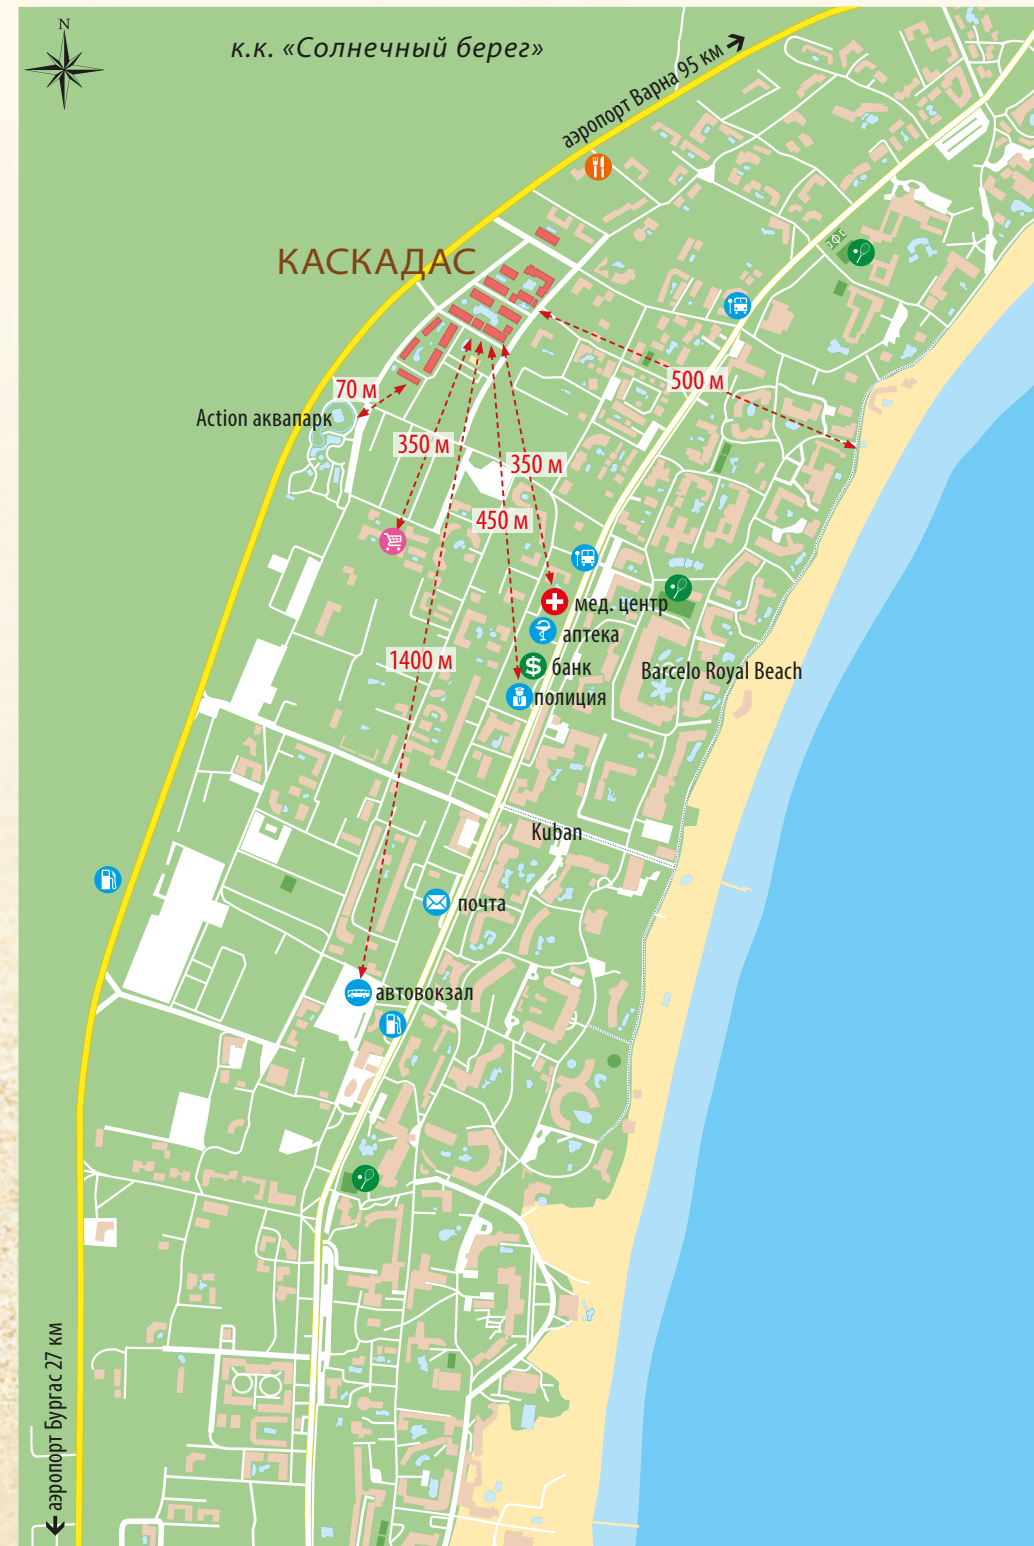 N
к.к. «Солнечный берег»
аэропорт Варна 95 км
КАСКАДАС
70 м
500 м
Action аквапарк
350 м
350 м
450 м
мед. центр
аптека
1400 м
банк
Barcelo Royal Beach
$
полиция
Kuban
почта
автовокзал
аэропорт Бургас 27 км